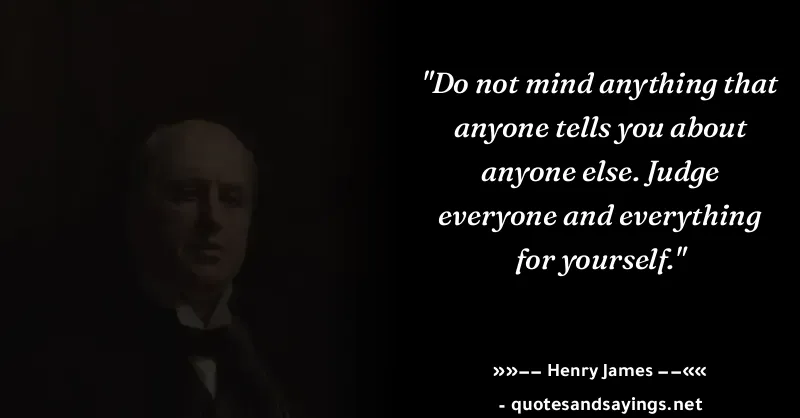 "Do not mind anything that
anyone tells you about
anyone else. Judge
everyone and everything
for yourself."
»»–– Henry James ––««
- quotesandsayings.net